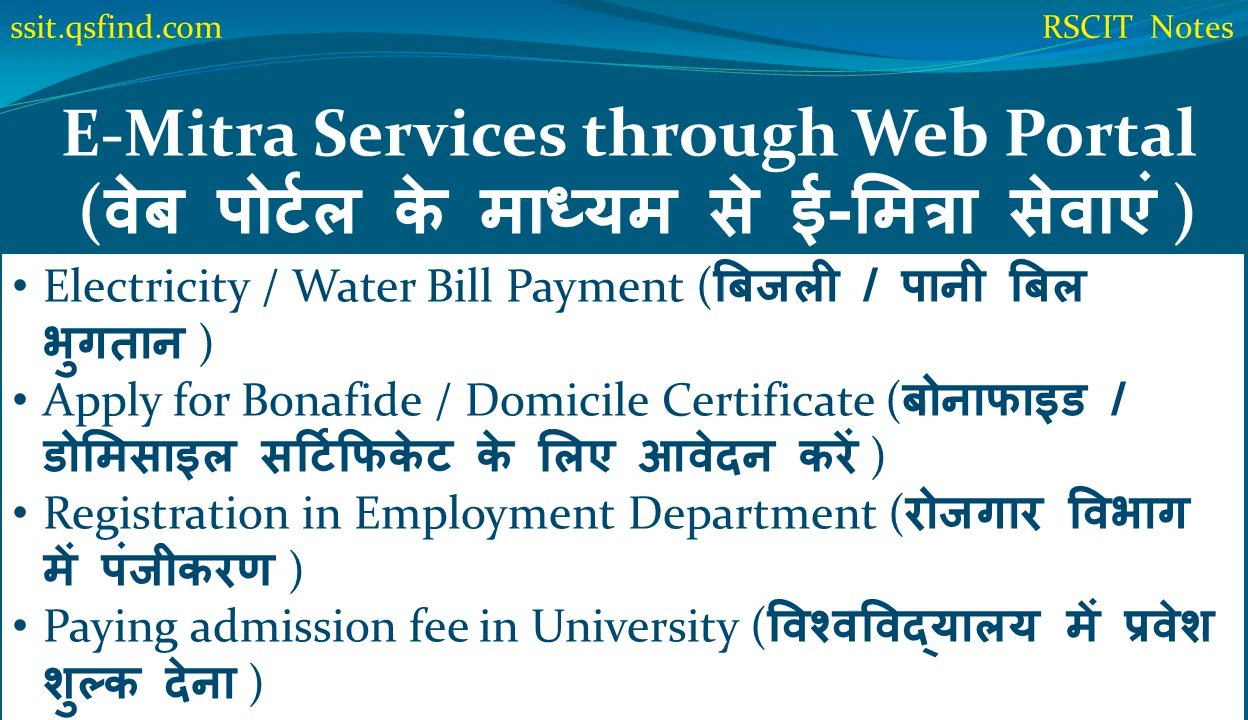 ssit.qsfind.com
RSCIT Notes
E-Mitra Services through Web Portal
(वेब पोर्टल के माध्यम से ई-मित्रा सेवाएं )
• Electricity / Water Bill Payment (बिजली / पानी बिल
भुगतान )
• Apply for Bonafide / Domicile Certificate (बोनाफाइड /
डोमिसाइल सर्टिफिकेट के लिए आवेदन करें )
• Registration in Employment Department (रोजगार विभाग
में पंजीकरण )
• Paying admission fee in University (विश्वविद्यालय में प्रवेश
शुल्क देना )